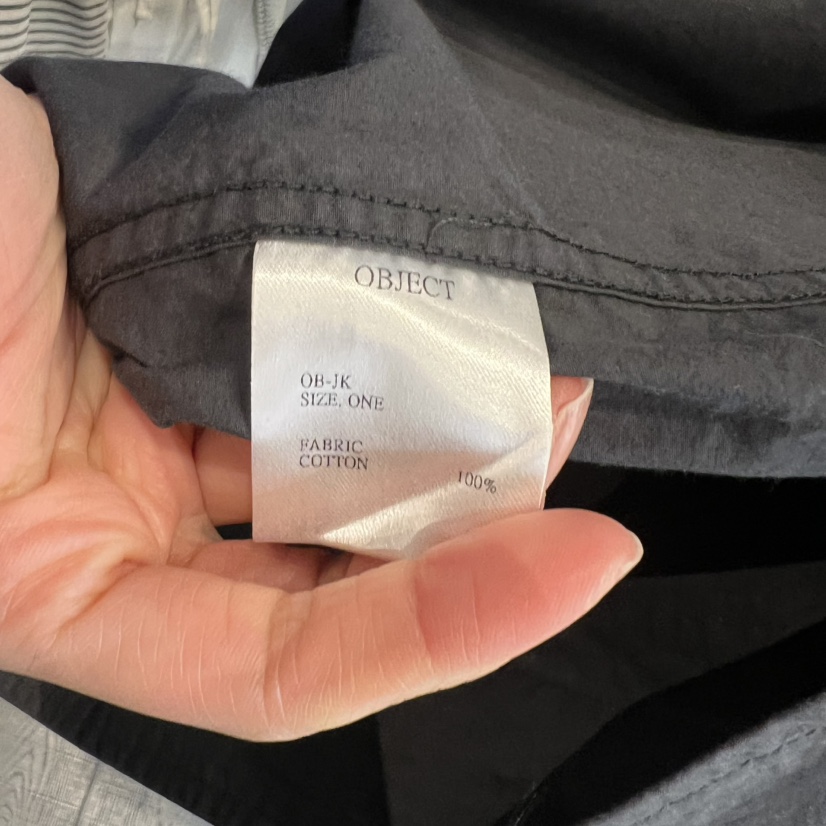 OBJECT
OB-JK
SIZE, ONE
FABRIC
COTTON 100%